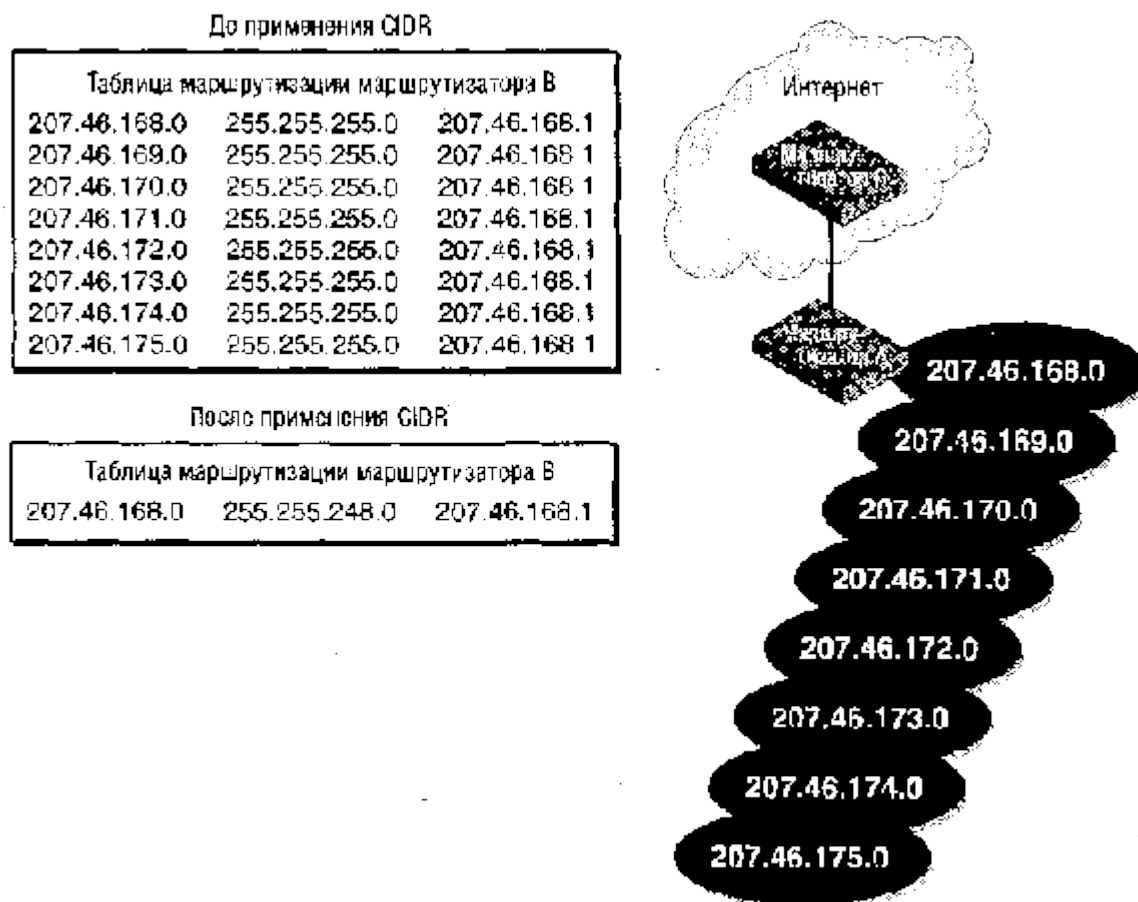 До применения CIDR
Таблица маршрутизации маршрутизатора В
207.46.168.0 255.255.255.0 207.46.168.1
207.46.169.0 255.255.255.0 207.46.168.1
207.46.170.0 255.255.255.0 207.46.168.1
207.46.171.0 255.255.255.0 207.46.168.1
207.46.172.0 255.255.255.0 207.46.168.1
207.46.173.0 255.255.255.0 207.46.168.1
207.46.174.0 255.255.255.0 207.46.168.1
207.46.175.0 255.255.255.0 207.46.168.1
После применения CIDR
Таблица маршрутизации маршрутизатора В
207.46.168.0 255.255.248.0 207.46.168.1
Интернет
207.46.168.0
207.46.169.0
207.46.170.0
207.46.171.0
207.46.172.0
207.46.173.0
207.46.174.0
207.46.175.0